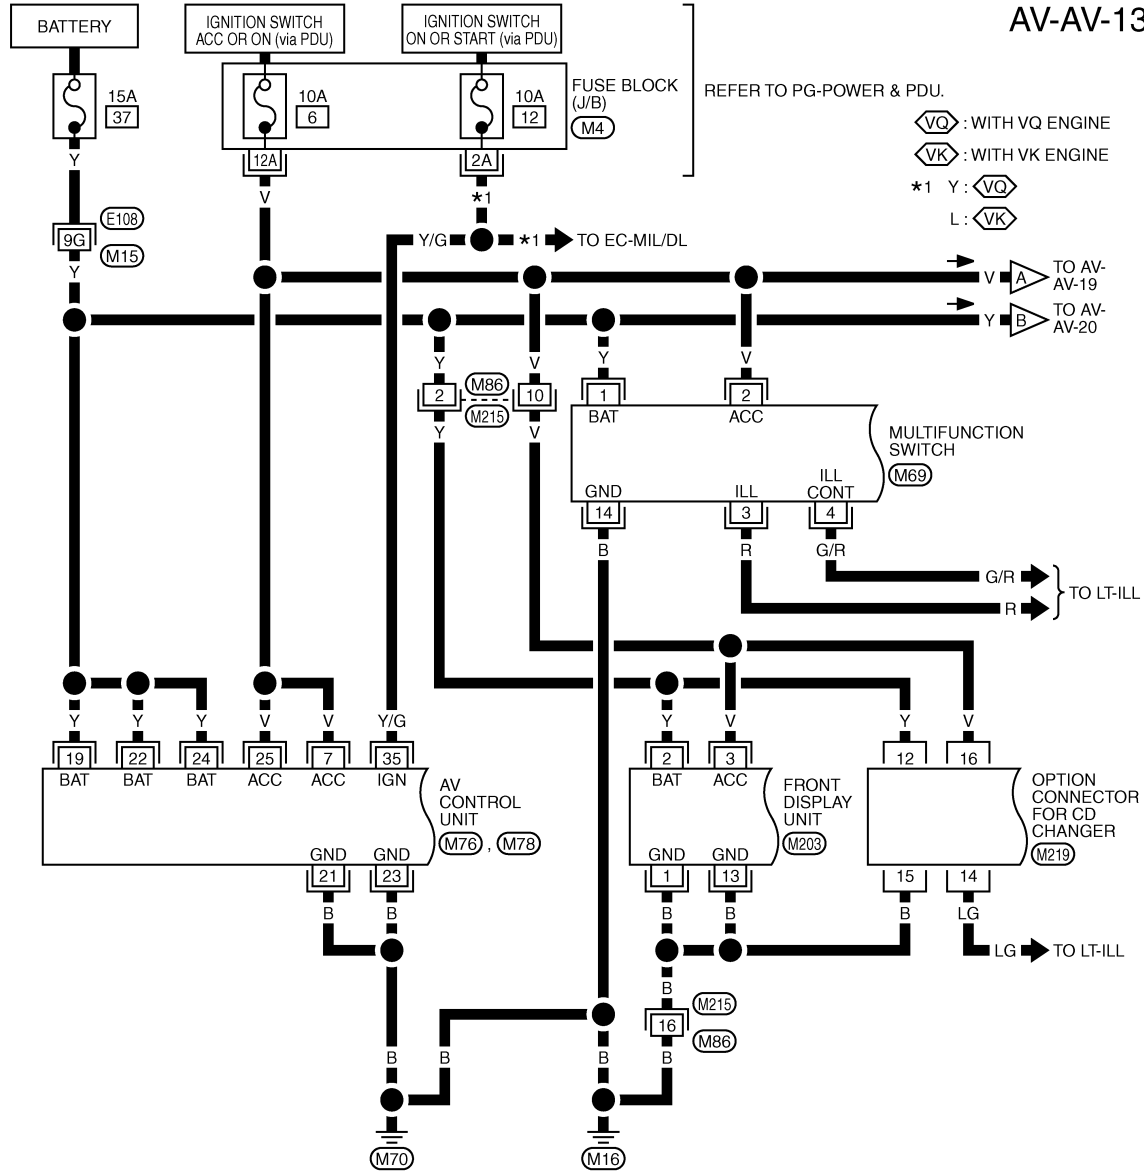 AV-AV-13
BATTERY
IGNITION SWITCH
ACC OR ON (via PDU)
IGNITION SWITCH
ON OR START (via PDU)
15A
37
10A
6
10A
12
FUSE BLOCK
(J/B)
M4
REFER TO PG-POWER & PDU.
VQ : WITH VQ ENGINE
VK : WITH VK ENGINE
*1 Y : VQ
L : VK
12A
2A
Y
V
*1
E108
9G
M15
Y
Y/G
*1
TO EC-MIL/DL
V
A
TO AV-
AV-19
Y
B
TO AV-
AV-20
Y
V
Y
V
2
M86
M215
10
1
2
BAT
ACC
Y
V
MULTIFUNCTION
SWITCH
M69
GND
ILL
ILL
CONT
14
3
4
B
R
G/R
G/R
R
TO LT-ILL
Y
Y
Y
V
V
Y/G
Y
V
Y
V
19
22
24
25
7
35
2
3
12
16
BAT
BAT
BAT
ACC
ACC
IGN
BAT
ACC
AV
CONTROL
UNIT
M76 , M78
FRONT
DISPLAY
UNIT
M203
OPTION
CONNECTOR
FOR CD
CHANGER
M219
GND
GND
GND
GND
21
23
1
13
15
14
B
B
B
B
B
LG
LG
TO LT-ILL
B
M215
16
M86
B
B
B
B
M70
M16